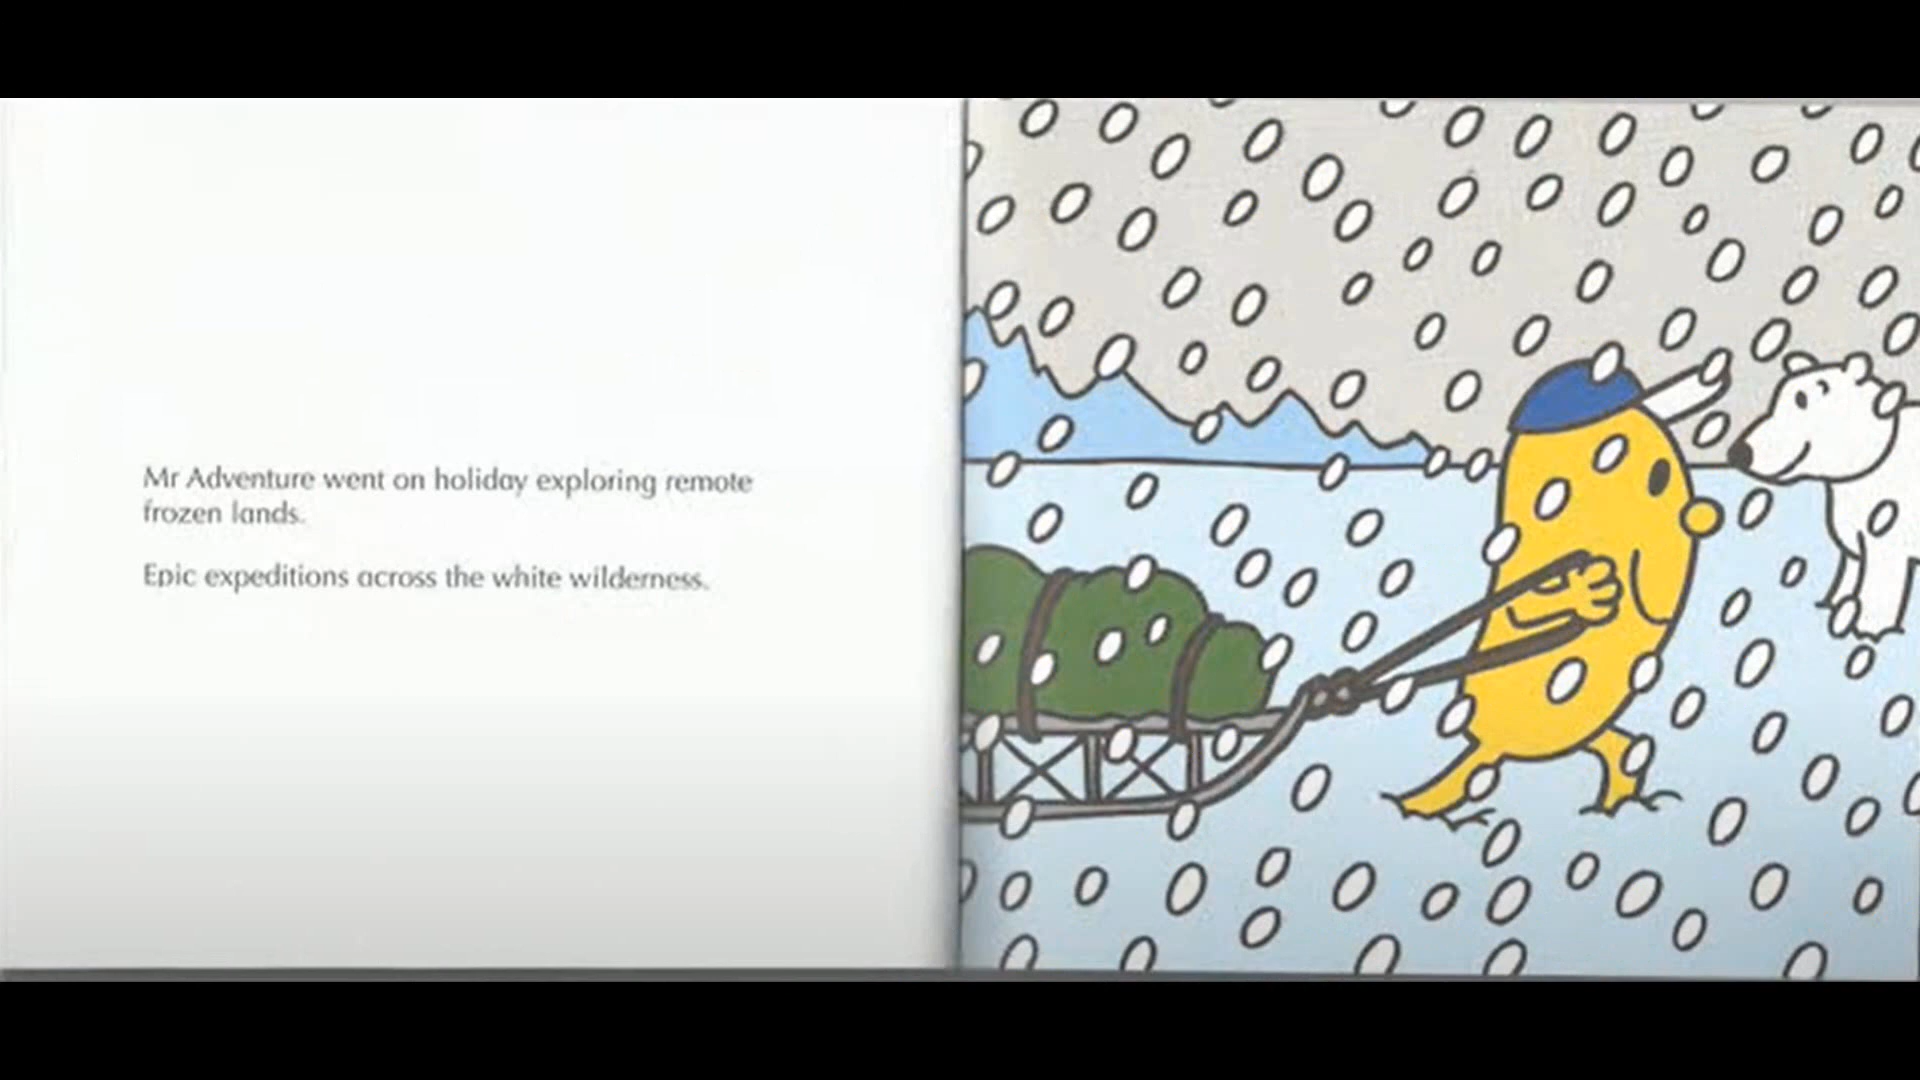 Mr Adventure went on holiday exploring remote
frozen lands.
Epic expeditions across the white wilderness.